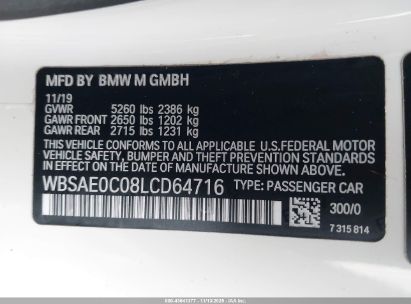 MFD BY BMW M GMBH
11/19
GVWR 5260 lbs 2386 kg
GAWR FRONT 2650 lbs 1202 kg
GAWR REAR 2715 lbs 1231 kg
THIS VEHICLE CONFORMS TO ALL APPLICABLE U.S.FEDERAL MOTOR
VEHICLE SAFETY, BUMPER, AND THEFT PREVENTION STANDARDS
IN EFFECT ON THE DATE OF MANUFACTURE SHOWN ABOVE.
WBSAE0C08LCD64716 TYPE: PASSENGER CAR
300/0
7 315 814